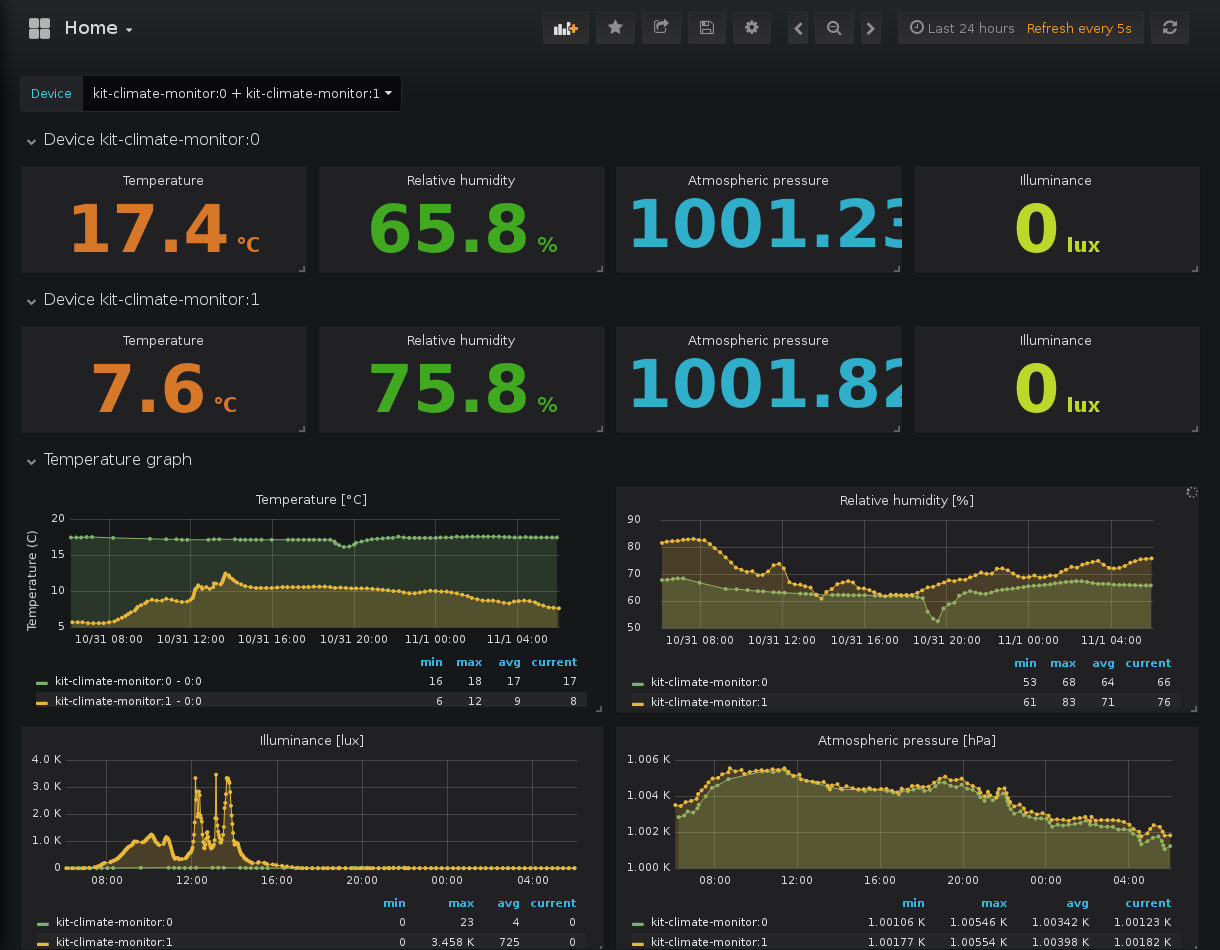 Home
Last 24 hours Refresh every 5s
Device kit-climate-monitor:0 + kit-climate-monitor:1
Device kit-climate-monitor:0
Temperature Relative humidity Atmospheric pressure Illuminance
17.4 °C 65.8 % 1001.23 0 lux
Device kit-climate-monitor:1
Temperature Relative humidity Atmospheric pressure Illuminance
7.6 °C 75.8 % 1001.82 0 lux
Temperature graph
Temperature [°C]
Temperature (C)
20
15
10
5
10/31 08:00 10/31 12:00 10/31 16:00 10/31 20:00 11/1 00:00 11/1 04:00
min max avg current
kit-climate-monitor:0 - 0:0 16 18 17 17
kit-climate-monitor:1 - 0:0 6 12 9 8
Relative humidity [%]
90
80
70
60
50
10/31 08:00 10/31 12:00 10/31 16:00 10/31 20:00 11/1 00:00 11/1 04:00
min max avg current
kit-climate-monitor:0 53 68 64 66
kit-climate-monitor:1 61 83 71 76
Illuminance [lux]
4.0 K
3.0 K
2.0 K
1.0 K
0
08:00 12:00 16:00 20:00 00:00 04:00
min max avg current
kit-climate-monitor:0 0 23 4 0
kit-climate-monitor:1 0 3.458 K 725 0
Atmospheric pressure [hPa]
1.006 K
1.004 K
1.002 K
1.000 K
08:00 12:00 16:00 20:00 00:00 04:00
min max avg current
kit-climate-monitor:0 1.00106 K 1.00546 K 1.00342 K 1.00123 K
kit-climate-monitor:1 1.00177 K 1.00554 K 1.00398 K 1.00182 K